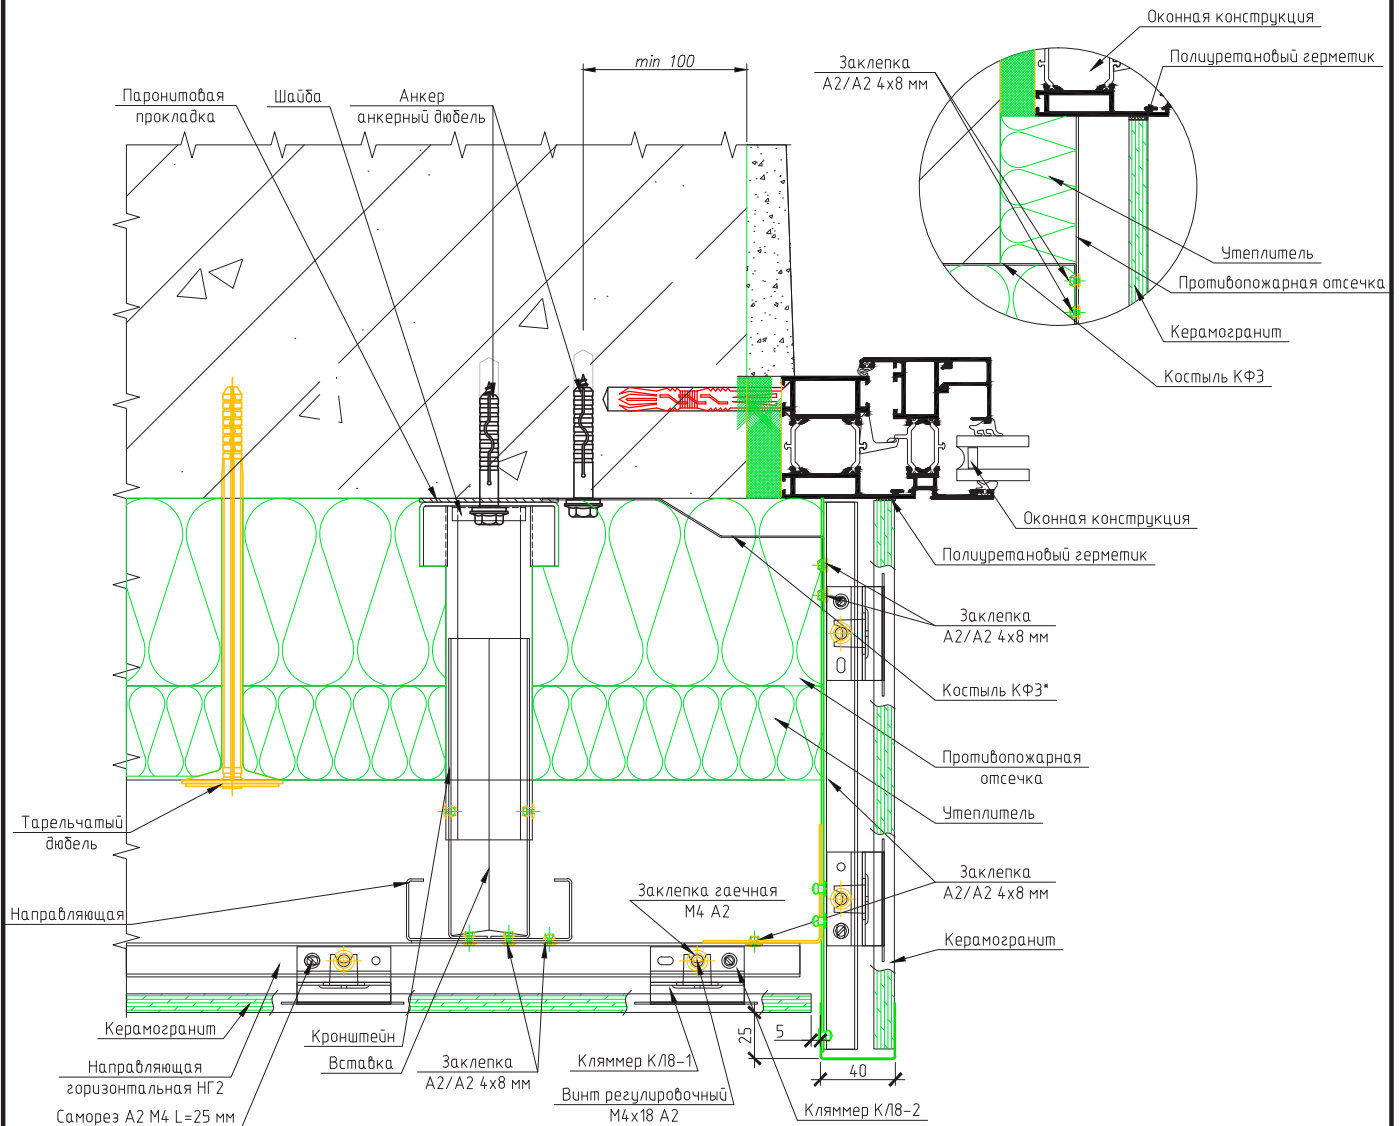 Оконная конструкция
Полиуретановый герметик
Заклепка
А2/А2 4х8 мм
min 100
Паронитовая
прокладка
Шайба
Анкер
анкерный дюбель
Утеплитель
Противопожарная отсечка
Керамогранит
Костыль КФ3
Оконная конструкция
Полиуретановый герметик
Заклепка
А2/А2 4х8 мм
Костыль КФ3*
Противопожарная
отсечка
Утеплитель
Заклепка
А2/А2 4х8 мм
Керамогранит
Тарельчатый
дюбель
Направляющая
Заклепка гаечная
М4 А2
Керамогранит
Направляющая
горизонтальная НГ2
Саморез А2 М4 L=25 мм
Кронштейн
Вставка
Заклепка
А2/А2 4х8 мм
Кляммер КЛ8-1
Винт регулировочный
М4х18 А2
25
5
40
Кляммер КЛ8-2